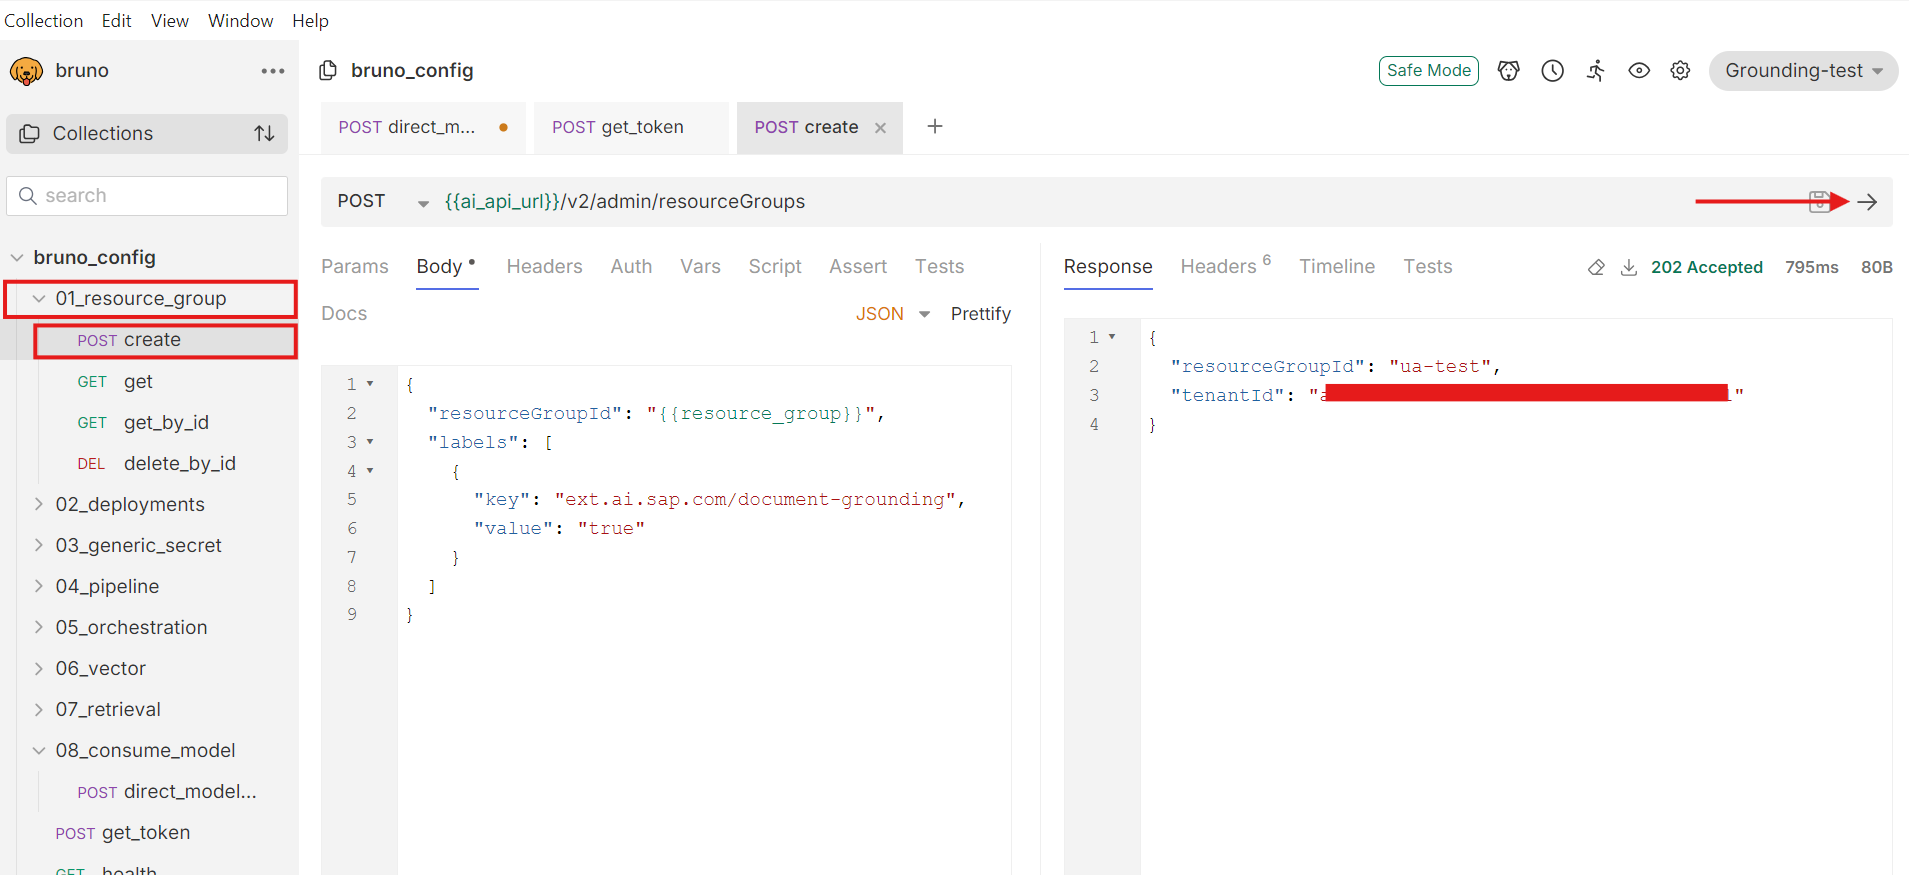 Collection Edit View Window Help
bruno
bruno_config
Safe Mode
Grounding-test
Collections
POST direct_m...
POST get_token
POST create
search
POST {{ai_api_url}}/v2/admin/resourceGroups
bruno_config
01_resource_group
POST create
GET get
GET get_by_id
DEL delete_by_id
02_deployments
03_generic_secret
04_pipeline
05_orchestration
06_vector
07_retrieval
08_consume_model
POST direct_model...
POST get_token
GET health
Params Body Headers Auth Vars Script Assert Tests
Docs
JSON Prettify
1 {
2 "resourceGroupId": "{{resource_group}}",
3 "labels": [
4 {
5 "key": "ext.ai.sap.com/document-grounding",
6 "value": "true"
7 }
8 ]
9 }
Response Headers 6 Timeline Tests
202 Accepted 795ms 80B
1 {
2 "resourceGroupId": "ua-test",
3 "tenantId": "a"
4 }